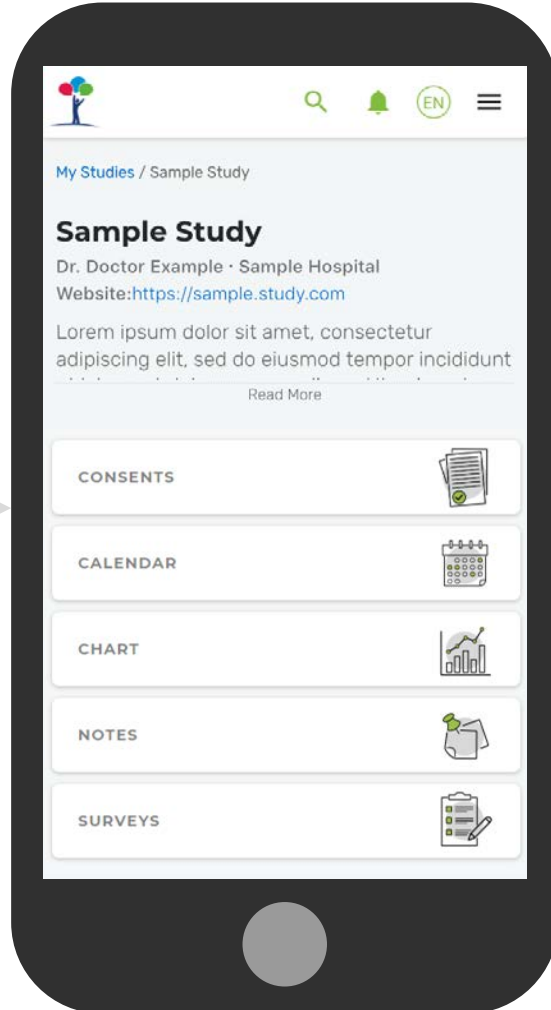 EN
My Studies / Sample Study
Sample Study
Dr. Doctor Example · Sample Hospital
Website:https://sample.study.com
Lorem ipsum dolor sit amet, consectetur
adipiscing elit, sed do eiusmod tempor incididunt
Read More
CONSENTS
CALENDAR
CHART
NOTES
SURVEYS